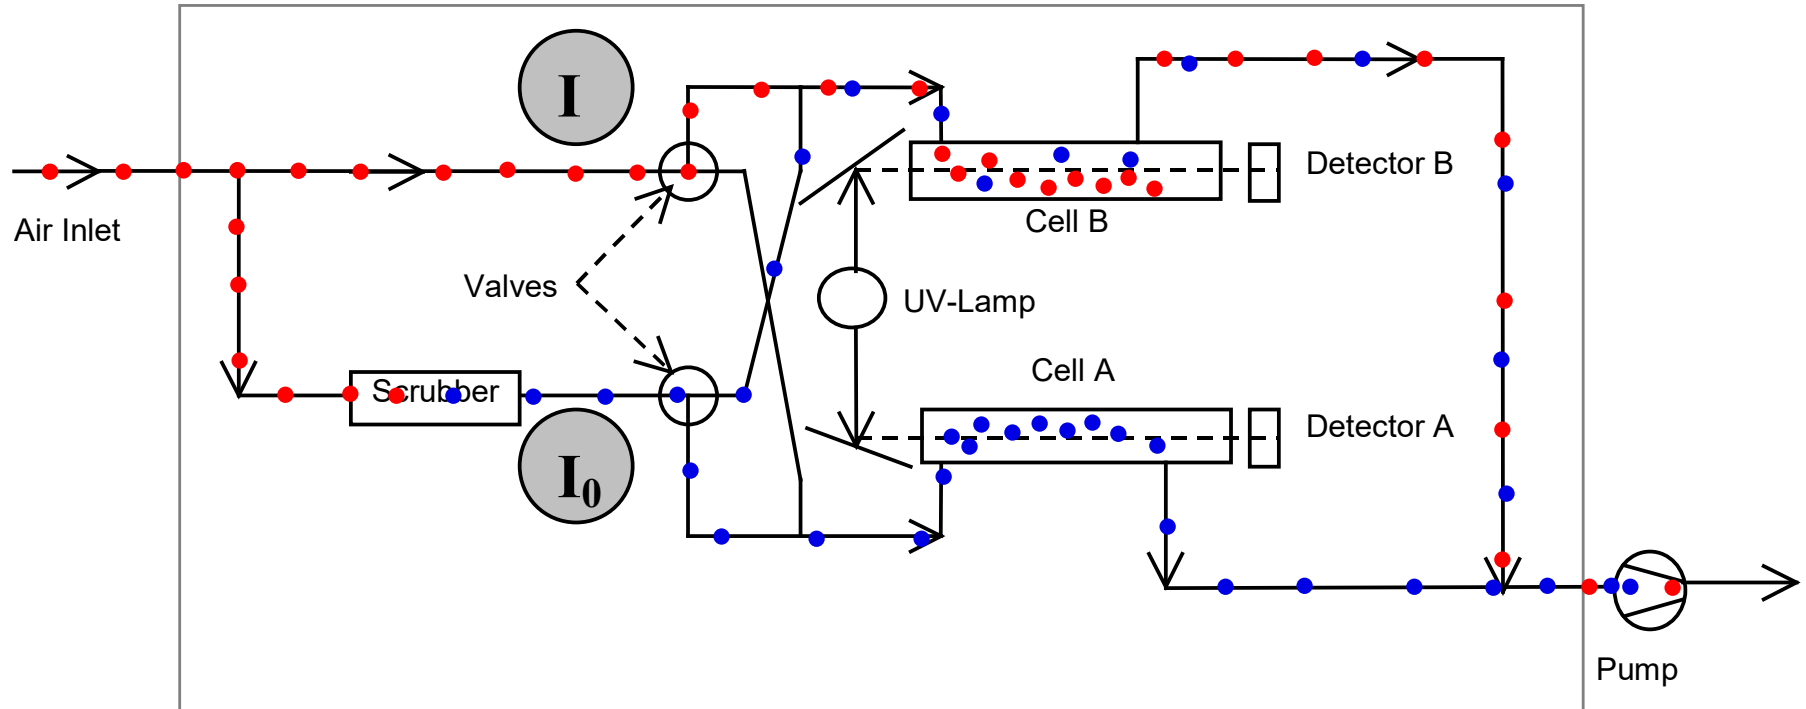 I
Detector B
Air Inlet
Cell B
Valves
UV-Lamp
Cell A
Scrubber
Detector A
I₀
Pump